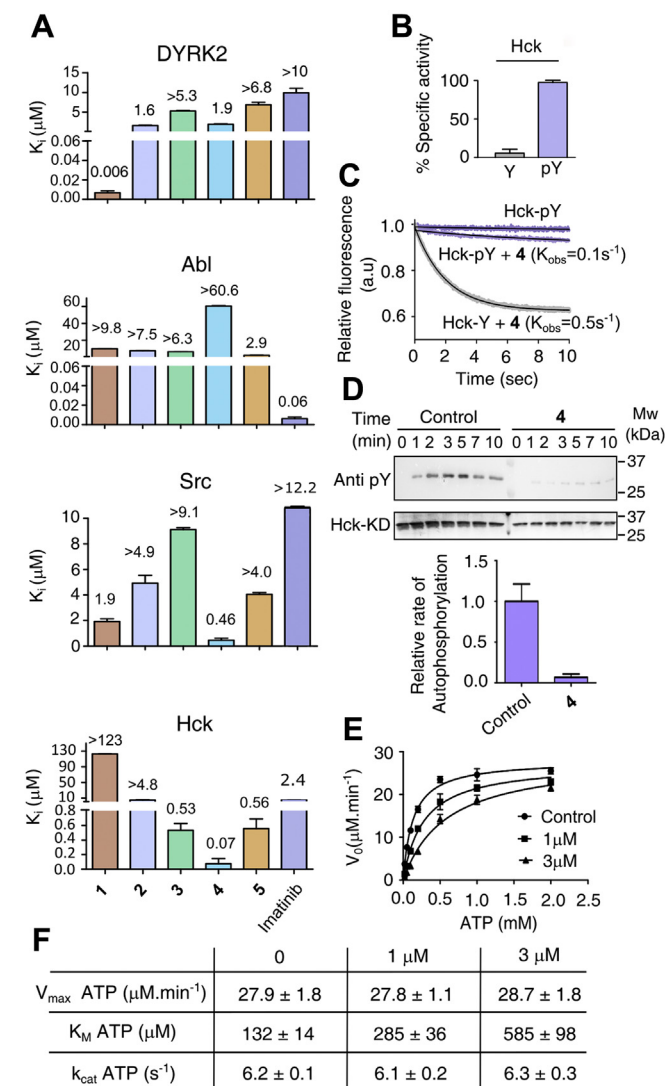 A
DYRK2
Ki (μM)
15
10
5
0.06
0.04
0.02
0.00
0.006
1.6
>5.3
1.9
>6.8
>10
Abl
Ki (μM)
60
40
20
0.06
0.04
0.02
0.00
>9.8
>7.5
>6.3
>60.6
2.9
0.06
Src
Ki (μM)
10
8
6
4
2
0
1.9
>4.9
>9.1
0.46
>4.0
>12.2
Hck
Ki (μM)
130
90
50
10
0.8
0.6
0.4
0.2
0.0
>123
>4.8
0.53
0.07
0.56
2.4
1 2 3 4 5 Imatinib
B
Hck
% Specific activity
100
50
0
Y pY
C
Relative fluorescence
(a.u)
1.0
0.8
0.6
Hck-pY
Hck-pY + 4 (Kobs=0.1s-1)
Hck-Y + 4 (Kobs=0.5s-1)
0 2 4 6 8 10
Time (sec)
D
Time
(min)
Control 4
Mw
(kDa)
0 1 2 3 5 7 10 0 1 2 3 5 7 10
Anti pY
37
25
Hck-KD
37
25
Relative rate of
Autophosphorylation
1.5
1.0
0.5
0.0
Control 4
E
V0(μM.min-1)
30
20
10
0
Control
1μM
3μM
0.0 0.5 1.0 1.5 2.0 2.5
ATP (mM)
F
0 1 μM 3 μM
Vmax ATP (μM.min-1) 27.9 ± 1.8 27.8 ± 1.1 28.7 ± 1.8
KM ATP (μM) 132 ± 14 285 ± 36 585 ± 98
kcat ATP (s-1) 6.2 ± 0.1 6.1 ± 0.2 6.3 ± 0.3